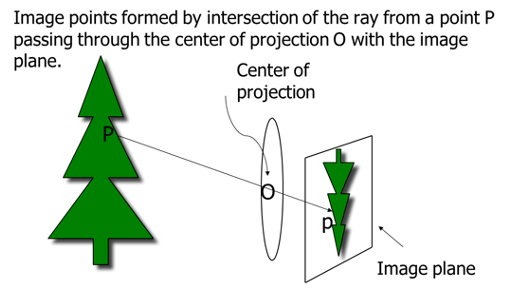 Image points formed by intersection of the ray from a point P
passing through the center of projection O with the image
plane.
Center of
projection
P
O
p
Image plane